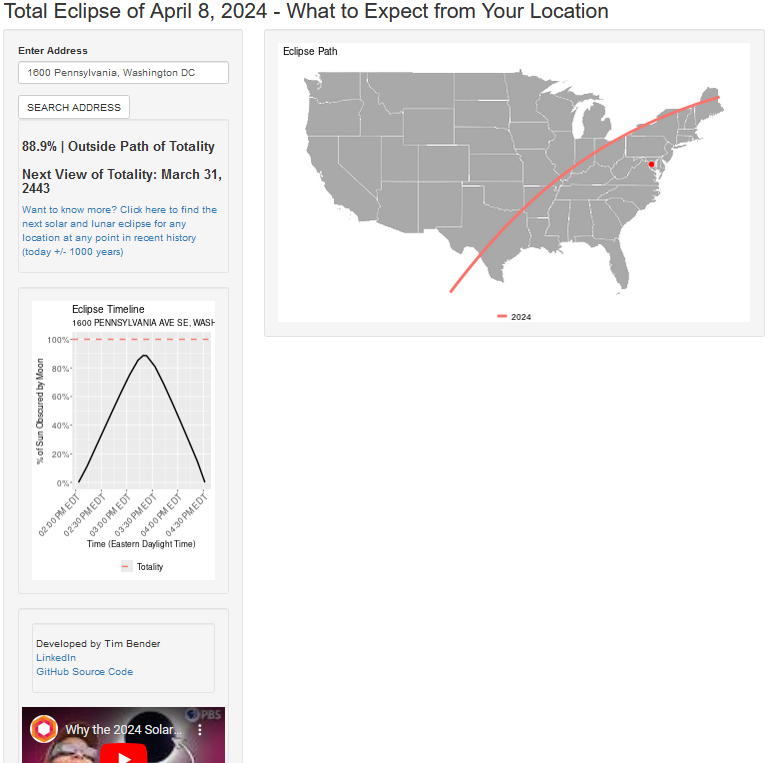 Total Eclipse of April 8, 2024 - What to Expect from Your Location
Enter Address
1600 Pennsylvania, Washington DC
SEARCH ADDRESS
88.9% | Outside Path of Totality
Next View of Totality: March 31,
2443
Want to know more? Click here to find the
next solar and lunar eclipse for any
location at any point in recent history
(today +/- 1000 years)
Eclipse Timeline
1600 PENNSYLVANIA AVE SE, WASH
% of Sun Obscured by Moon
100%
80%
60%
40%
20%
0%
02:00 PM EDT
02:30 PM EDT
03:00 PM EDT
03:30 PM EDT
04:00 PM EDT
04:30 PM EDT
Time (Eastern Daylight Time)
Totality
Developed by Tim Bender
LinkedIn
GitHub Source Code
PBS
Why the 2024 Solar...
Eclipse Path
2024